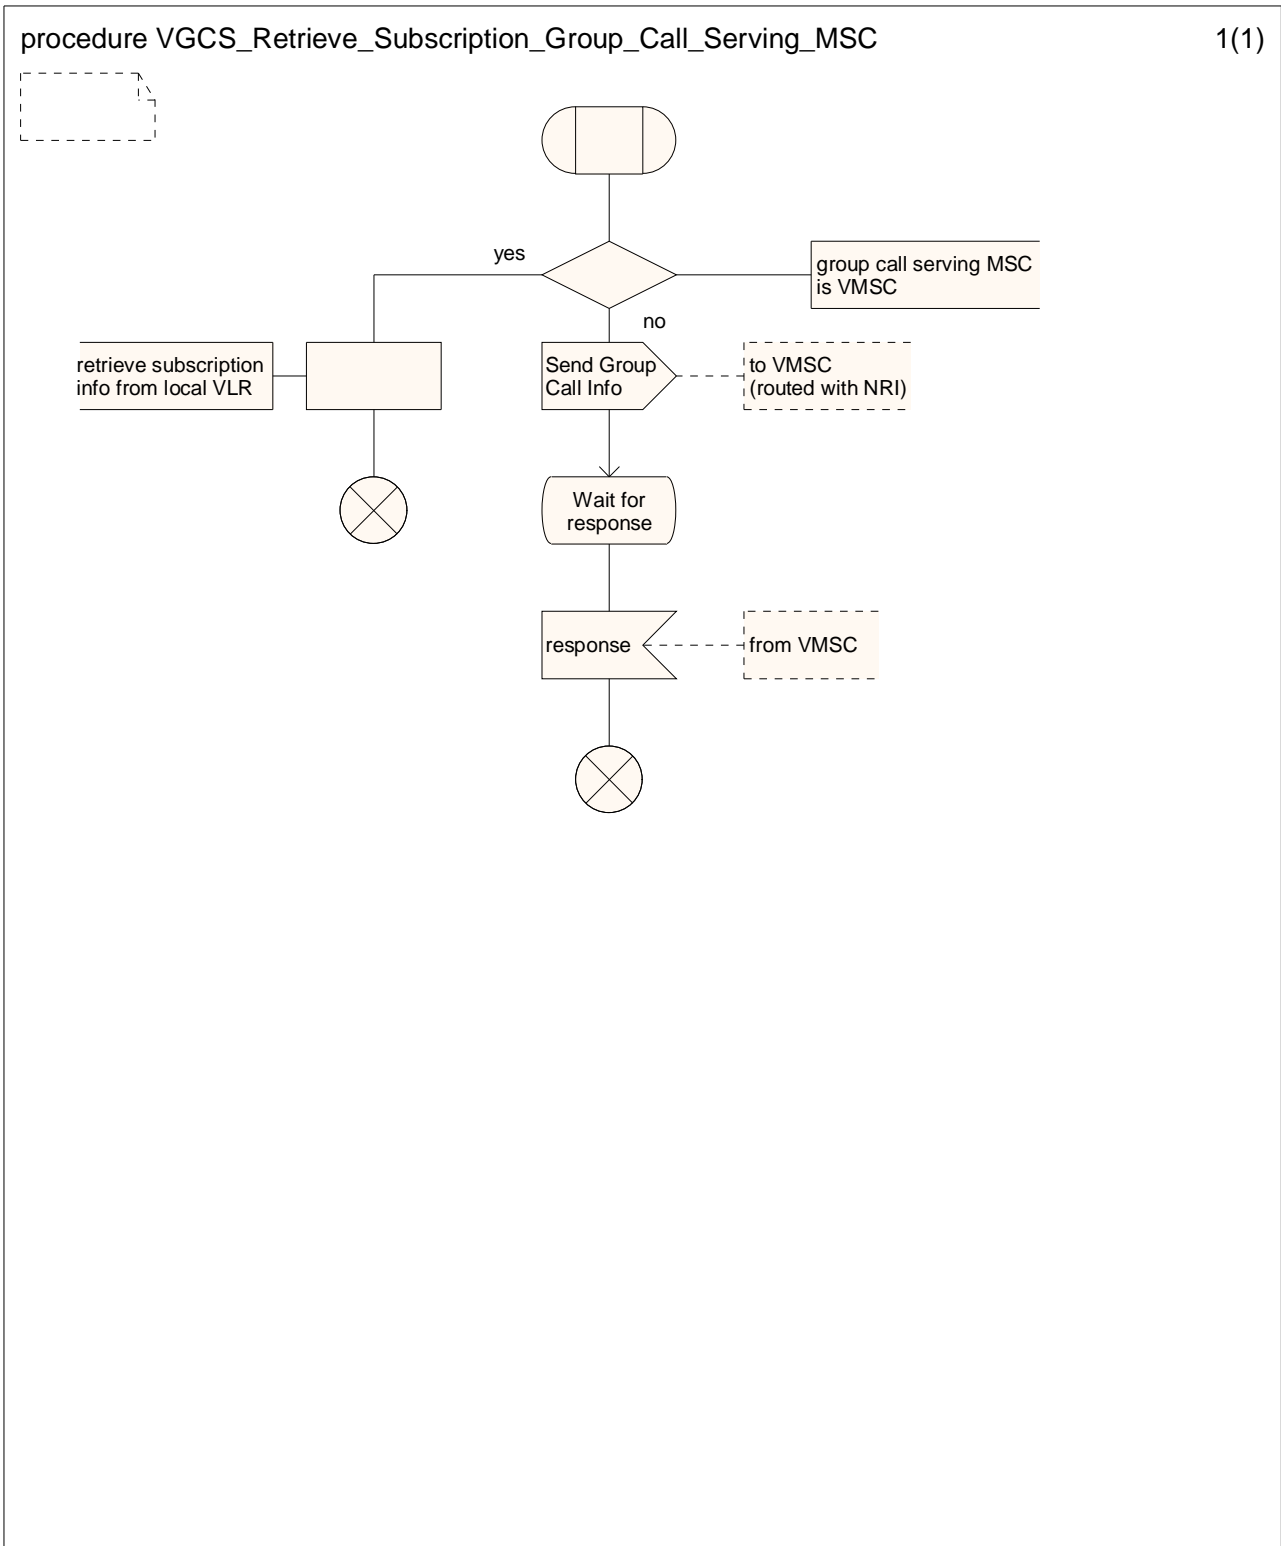 procedure VGCS_Retrieve_Subscription_Group_Call_Serving_MSC
1(1)
yes
group call serving MSC
is VMSC
no
retrieve subscription
info from local VLR
Send Group
Call Info
to VMSC
(routed with NRI)
Wait for
response
response
from VMSC